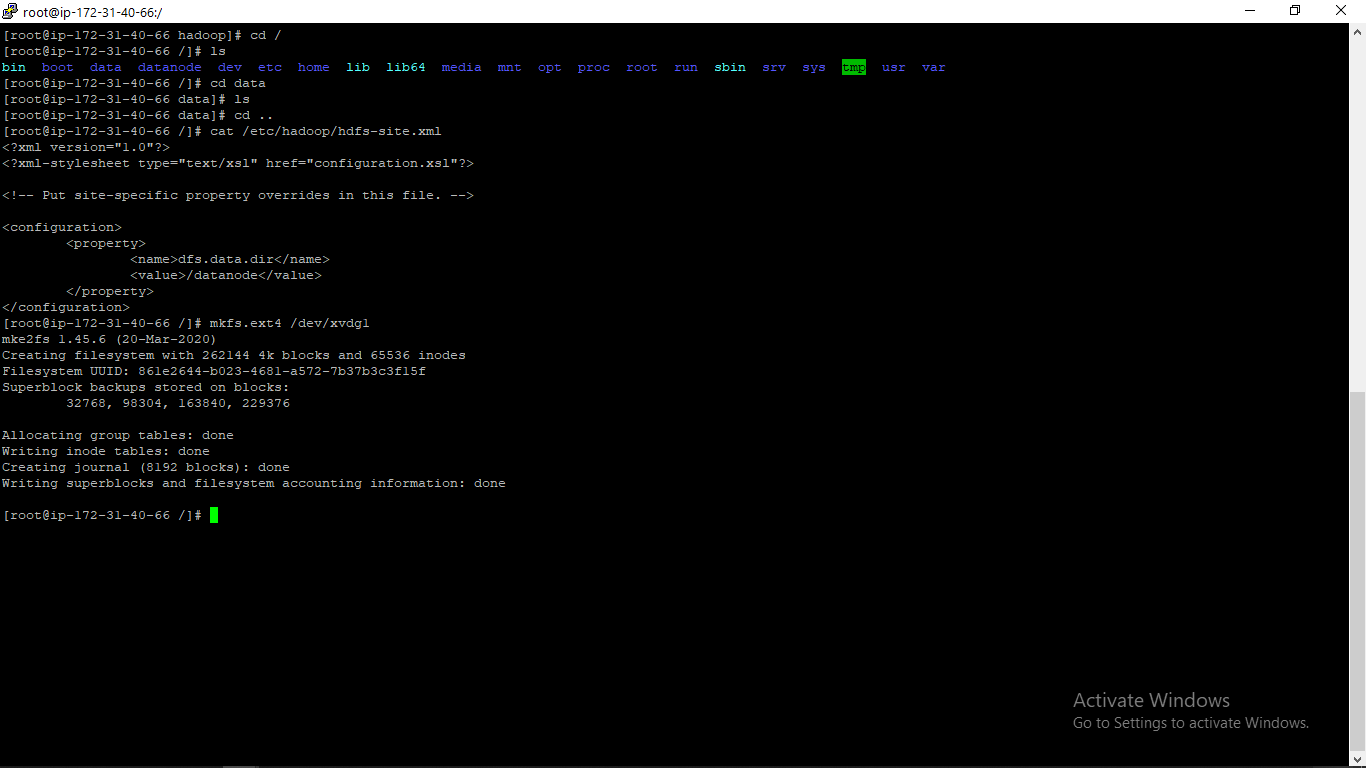 root@ip-172-31-40-66:/
[root@ip-172-31-40-66 hadoop]# cd /
[root@ip-172-31-40-66 /]# ls
bin  boot  data  datanode  dev  etc  home  lib  lib64  media  mnt  opt  proc  root  run  sbin  srv  sys  tmp  usr  var
[root@ip-172-31-40-66 /]# cd data
[root@ip-172-31-40-66 data]# ls
[root@ip-172-31-40-66 data]# cd ..
[root@ip-172-31-40-66 /]# cat /etc/hadoop/hdfs-site.xml
<?xml version="1.0"?>
<?xml-stylesheet type="text/xsl" href="configuration.xsl"?>

<!-- Put site-specific property overrides in this file. -->

<configuration>
        <property>
                <name>dfs.data.dir</name>
                <value>/datanode</value>
        </property>
</configuration>
[root@ip-172-31-40-66 /]# mkfs.ext4 /dev/xvdg1
mke2fs 1.45.6 (20-Mar-2020)
Creating filesystem with 262144 4k blocks and 65536 inodes
Filesystem UUID: 861e2644-b023-4681-a572-7b37b3c3f15f
Superblock backups stored on blocks:
        32768, 98304, 163840, 229376

Allocating group tables: done
Writing inode tables: done
Creating journal (8192 blocks): done
Writing superblocks and filesystem accounting information: done

[root@ip-172-31-40-66 /]#
Activate Windows
Go to Settings to activate Windows.